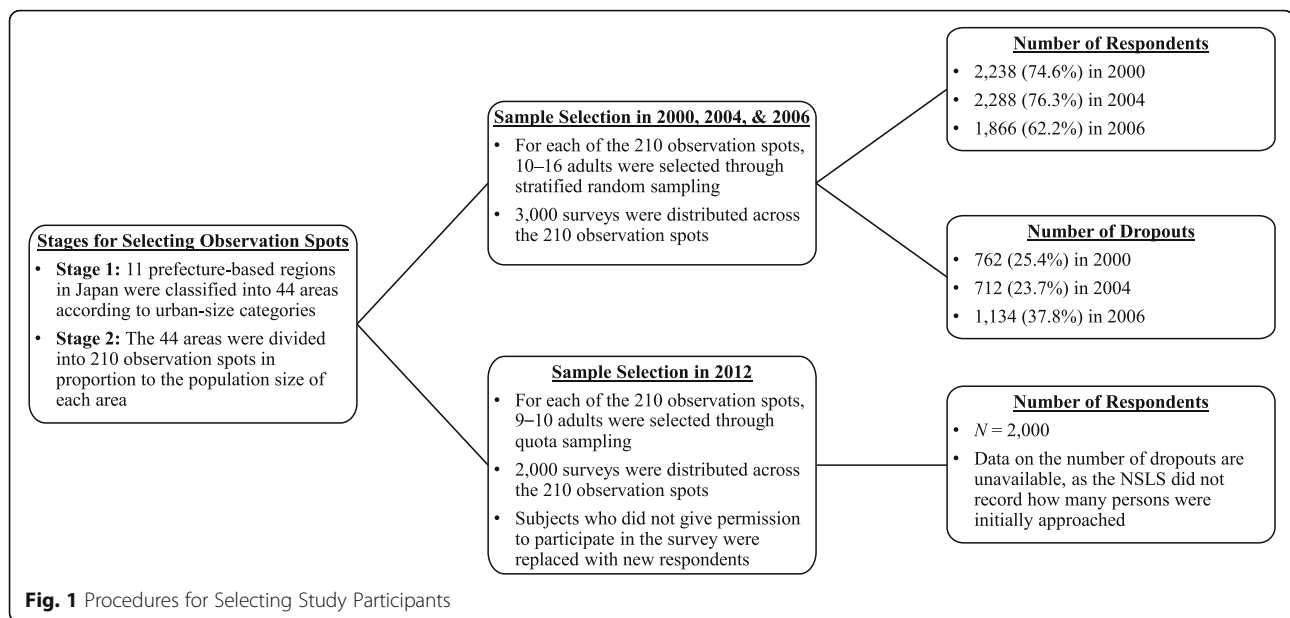 Stages for Selecting Observation Spots
• Stage 1: 11 prefecture-based regions
in Japan were classified into 44 areas
according to urban-size categories
• Stage 2: The 44 areas were divided
into 210 observation spots in
proportion to the population size of
each area
Sample Selection in 2000, 2004, & 2006
• For each of the 210 observation spots,
10–16 adults were selected through
stratified random sampling
• 3,000 surveys were distributed across
the 210 observation spots
Number of Respondents
• 2,238 (74.6%) in 2000
• 2,288 (76.3%) in 2004
• 1,866 (62.2%) in 2006
Number of Dropouts
• 762 (25.4%) in 2000
• 712 (23.7%) in 2004
• 1,134 (37.8%) in 2006
Sample Selection in 2012
• For each of the 210 observation spots,
9–10 adults were selected through
quota sampling
• 2,000 surveys were distributed across
the 210 observation spots
• Subjects who did not give permission
to participate in the survey were
replaced with new respondents
Number of Respondents
• N = 2,000
• Data on the number of dropouts are
unavailable, as the NSLS did not
record how many persons were
initially approached
Fig. 1 Procedures for Selecting Study Participants